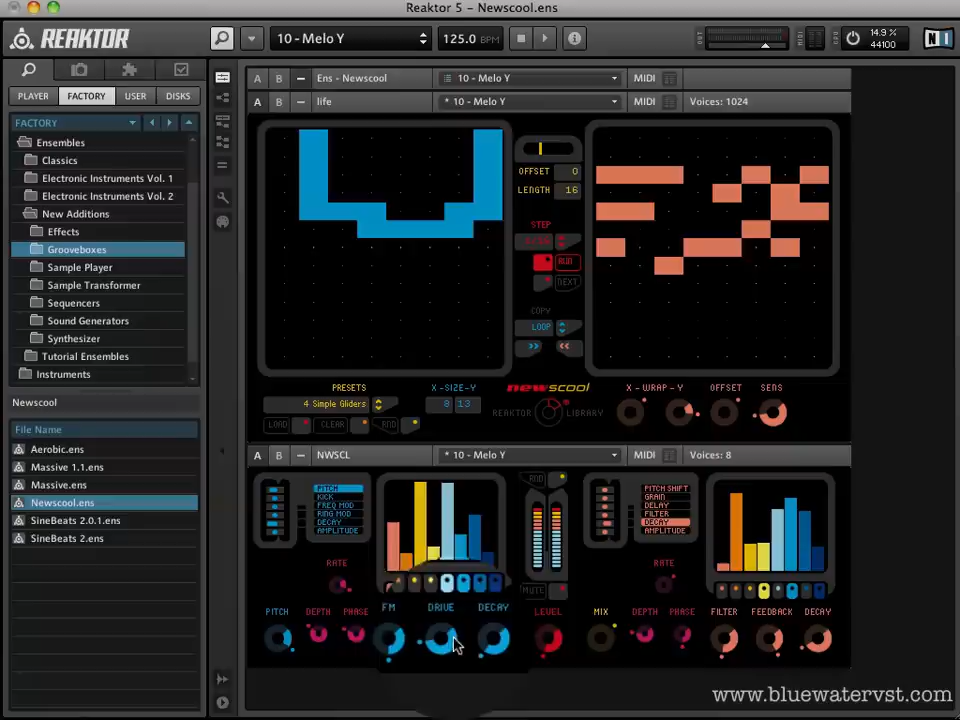 Reaktor 5 - Newscool.ens
REAKTOR
10 - Melo Y
125.0 BPM
14.9 %
44100
PLAYER FACTORY USER DISKS
FACTORY
Ensembles
Classics
Electronic Instruments Vol. 1
Electronic Instruments Vol. 2
New Additions
Effects
Grooveboxes
Sample Player
Sample Transformer
Sequencers
Sound Generators
Synthesizer
Tutorial Ensembles
Instruments
Newscool
File Name
Aerobic.ens
Massive 1.1.ens
Massive.ens
Newscool.ens
SineBeats 2.0.1.ens
SineBeats 2.ens
A B Ens - Newscool 10 - Melo Y MIDI
A B life * 10 - Melo Y MIDI Voices: 1024
OFFSET 0
LENGTH 16
STEP
RUN
NEXT
COPY
LOOP
>> <<
PRESETS X-SIZE-Y newscool X-WRAP-Y OFFSET SENS
4 Simple Gliders 8 13 REAKTOR LIBRARY
LOAD CLEAR RND
A B NWSCL * 10 - Melo Y MIDI Voices: 8
PITCH
KICK
FREQ MOD
RING MOD
DECAY
AMPLITUDE
RND
PITCH SHIFT
GRAIN
DELAY
FILTER
DECAY
AMPLITUDE
RATE MUTE RATE
PITCH DEPTH PHASE FM DRIVE DECAY LEVEL MIX DEPTH PHASE FILTER FEEDBACK DECAY
www.bluewatervst.com